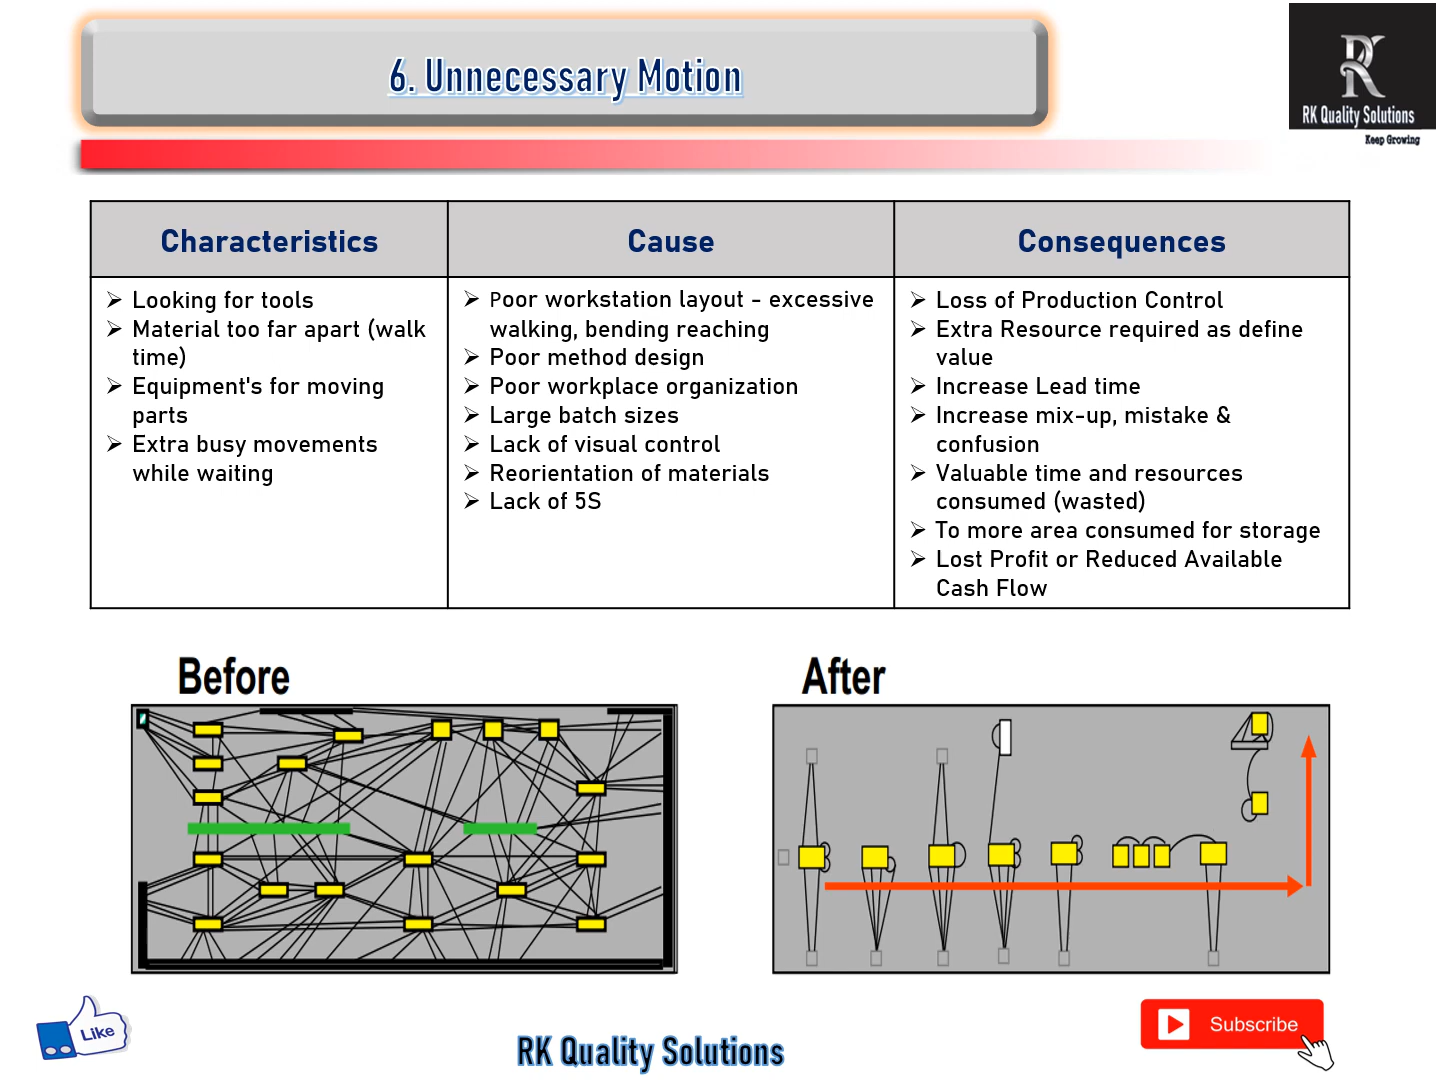 6. Unnecessary Motion
RK Quality Solutions
Keep Growing
Characteristics
Cause
Consequences
Looking for tools
Material too far apart (walk
time)
Equipment's for moving
parts
Extra busy movements
while waiting
Poor workstation layout - excessive
walking, bending reaching
Poor method design
Poor workplace organization
Large batch sizes
Lack of visual control
Reorientation of materials
Lack of 5S
Loss of Production Control
Extra Resource required as define
value
Increase Lead time
Increase mix-up, mistake &
confusion
Valuable time and resources
consumed (wasted)
To more area consumed for storage
Lost Profit or Reduced Available
Cash Flow
Before
After
Like
RK Quality Solutions
Subscribe